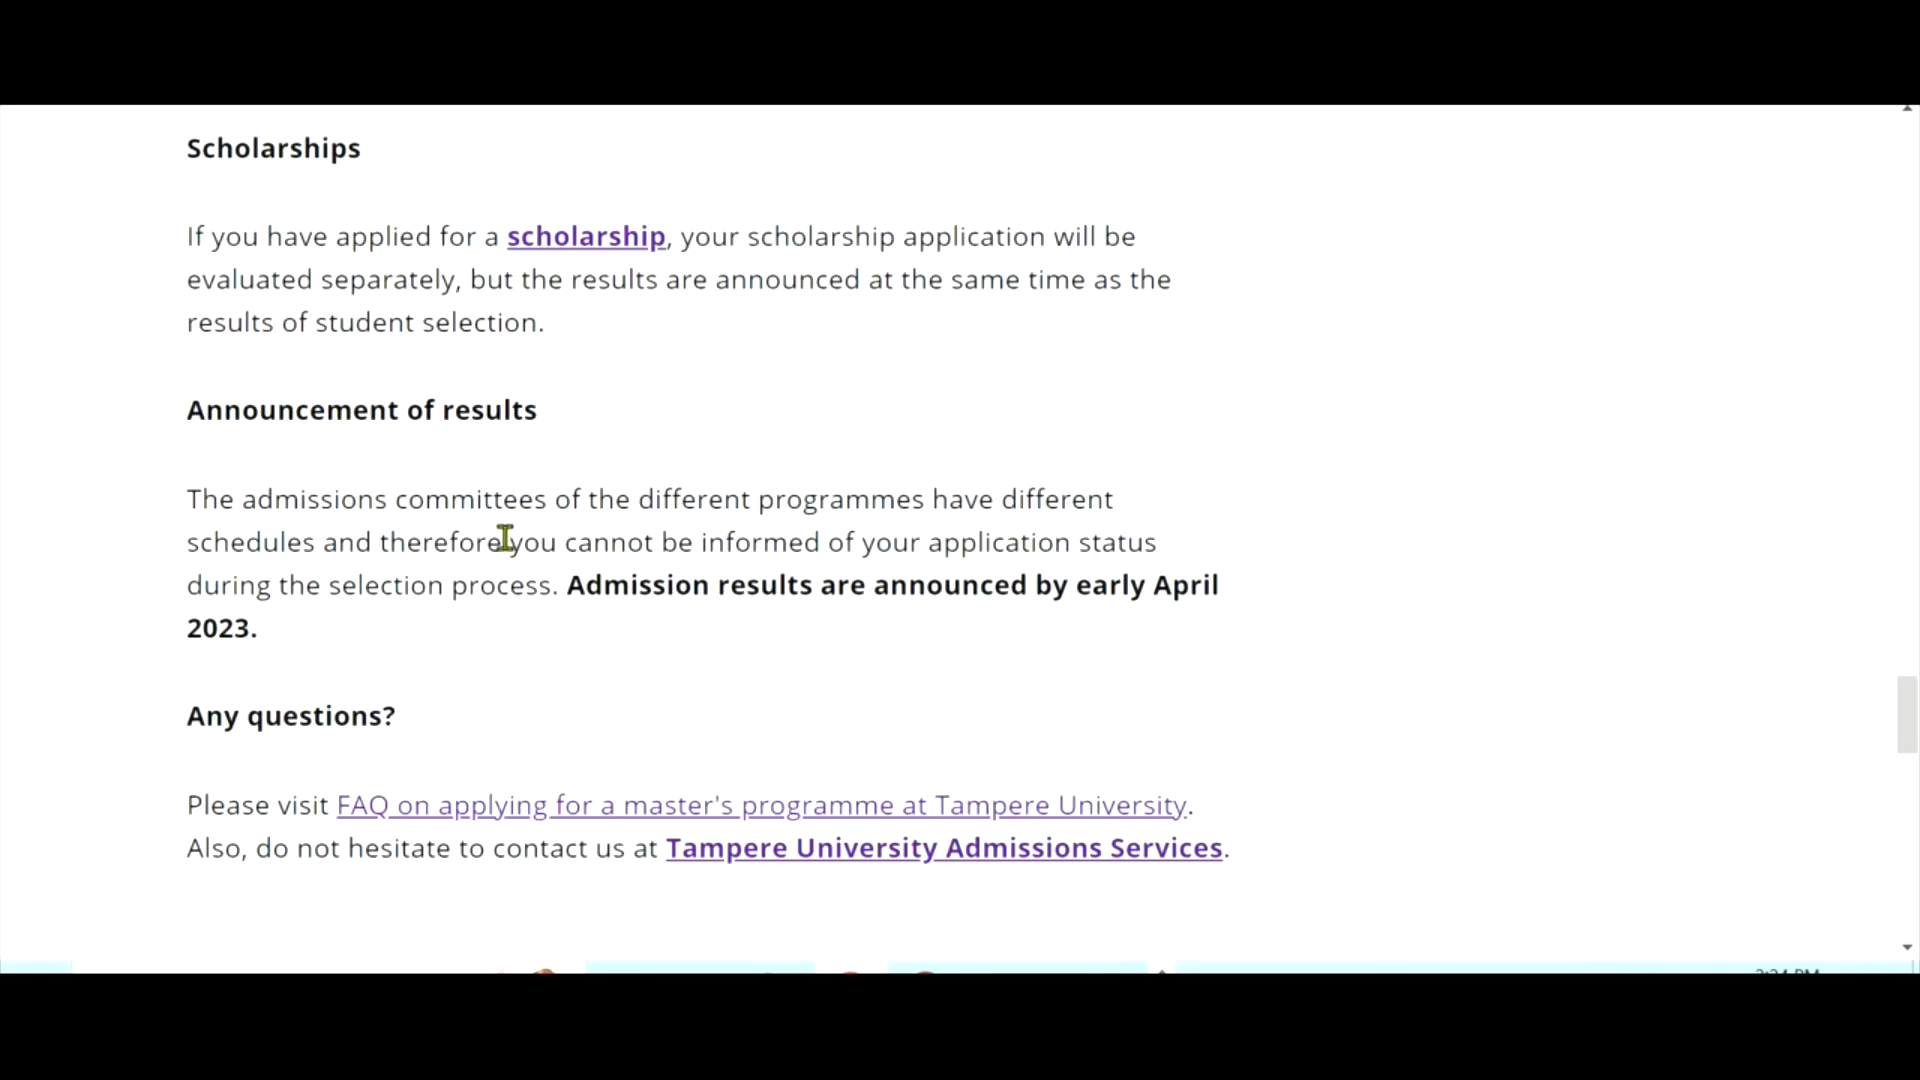 Scholarships
If you have applied for a scholarship, your scholarship application will be
evaluated separately, but the results are announced at the same time as the
results of student selection.
Announcement of results
The admissions committees of the different programmes have different
schedules and therefore you cannot be informed of your application status
during the selection process. Admission results are announced by early April
2023.
Any questions?
Please visit FAQ on applying for a master's programme at Tampere University.
Also, do not hesitate to contact us at Tampere University Admissions Services.